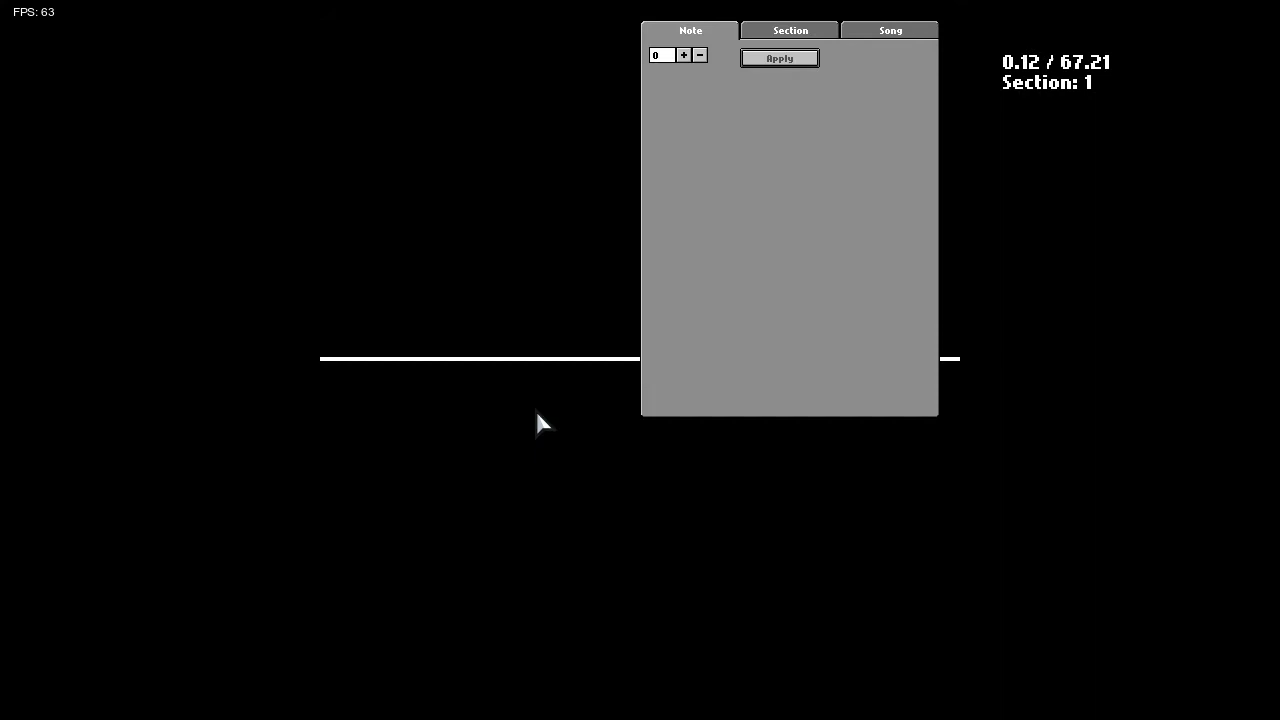 FPS: 63
Note Section Song
0 + - Apply
0.12 / 67.21
Section: 1